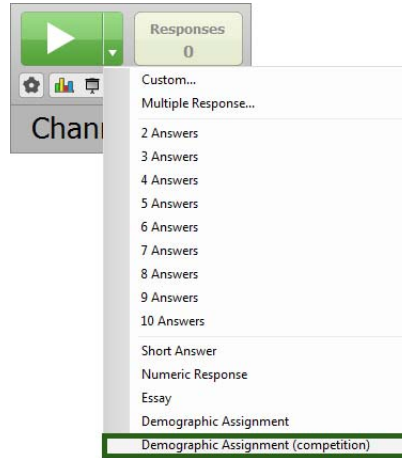 Responses
0
Custom...
Multiple Response...
2 Answers
3 Answers
4 Answers
5 Answers
6 Answers
7 Answers
8 Answers
9 Answers
10 Answers
Short Answer
Numeric Response
Essay
Demographic Assignment
Demographic Assignment (competition)